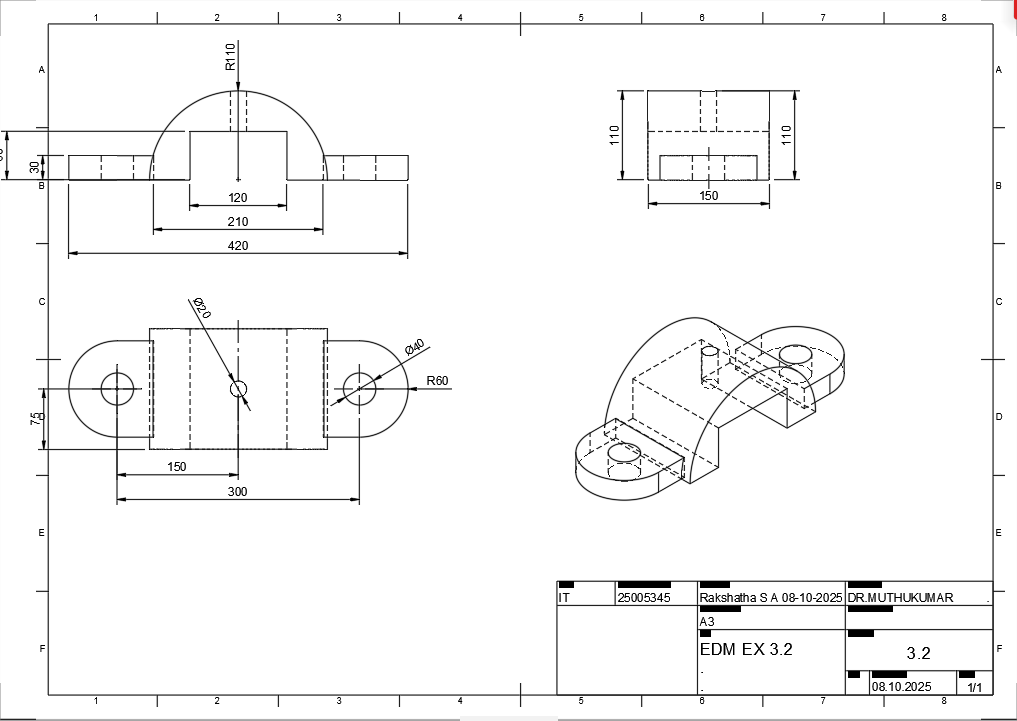 1 2 3 4 5 6 7 8
A A
B B
C C
D
E E
F F
R110
30
120
210
420
110 110
150
Ø20
Ø40
R60
75
150
300
IT 25005345 Rakshatha S A 08-10-2025 DR.MUTHUKUMAR .
A3
EDM EX 3.2 3.2
.
. 08.10.2025 1/1
1 2 3 4 5 6 7 8